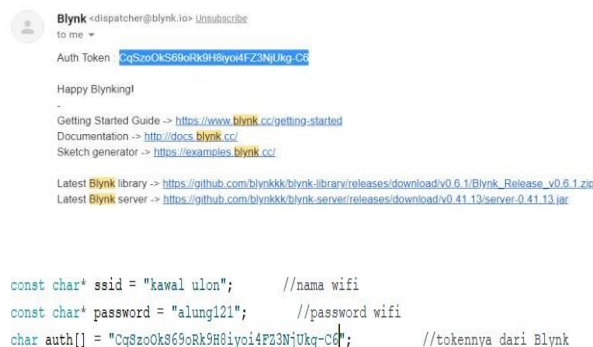 Blynk <dispatcher@blynk.io> Unsubscribe
to me
Auth Token : CqSzoOkS69oRk9H8iyoi4FZ3NjUkg-C6
Happy Blynking!
-
Getting Started Guide -> https://www.blynk.cc/getting-started
Documentation -> http://docs.blynk.cc/
Sketch generator -> https://examples.blynk.cc/
Latest Blynk library -> https://github.com/blynkkk/blynk-library/releases/download/v0.6.1/Blynk_Release_v0.6.1.zip
Latest Blynk server -> https://github.com/blynkkk/blynk-server/releases/download/v0.41.13/server-0.41.13.jar
const char* ssid = "kawal ulon"; //nama wifi
const char* password = "alung121"; //password wifi
char auth[] = "CqSzoOkS69oRk9H8iyoi4FZ3NjUkg-C6"; //tokennya dari Blynk